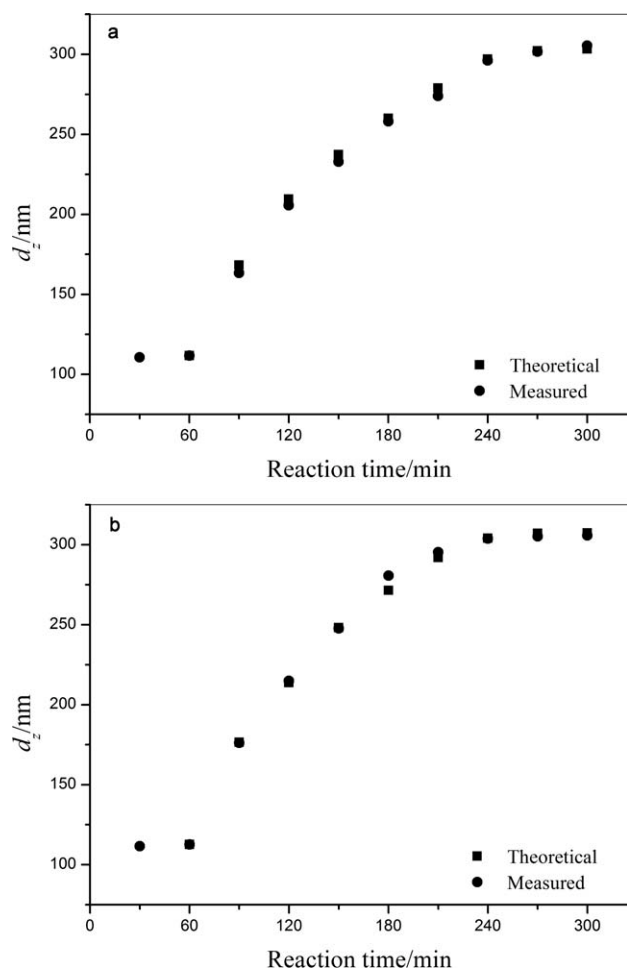 a
300
250
200
150
100
d_z/nm
Theoretical
Measured
0 60 120 180 240 300
Reaction time/min
b
300
250
200
150
100
d_z/nm
Theoretical
Measured
0 60 120 180 240 300
Reaction time/min